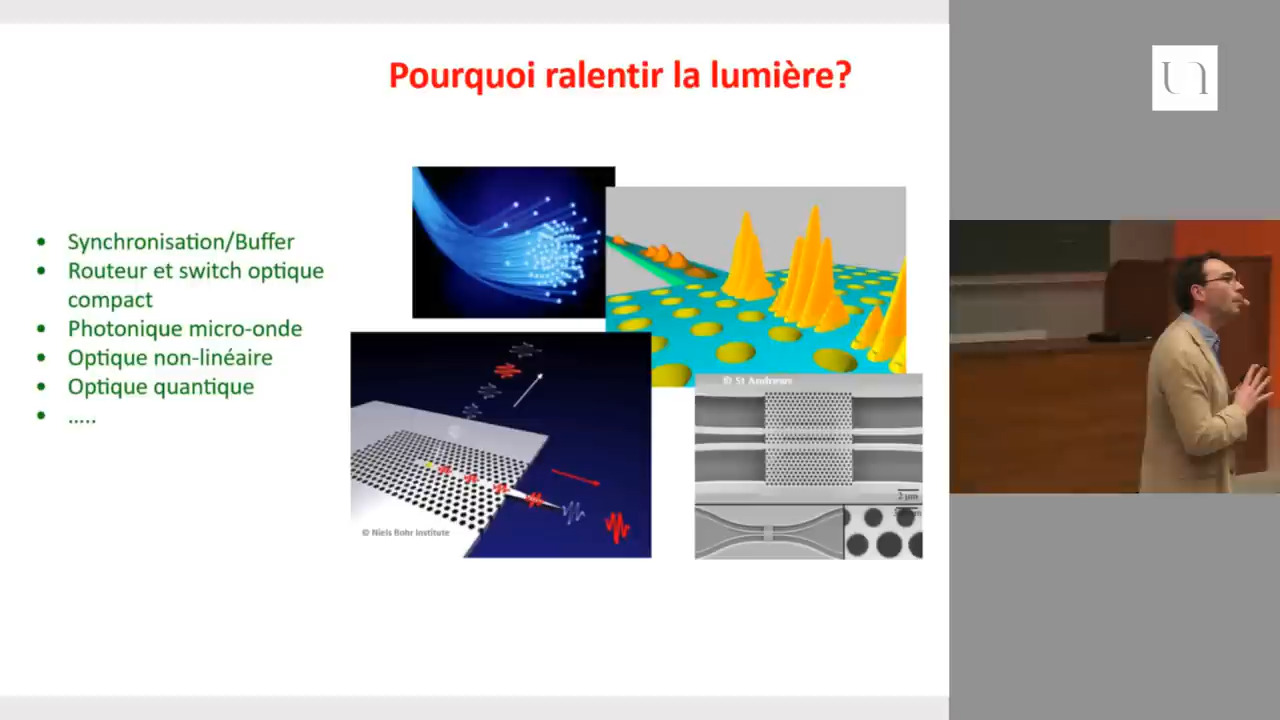 Pourquoi ralentir la lumière?
• Synchronisation/Buffer
• Routeur et switch optique
compact
• Photonique micro-onde
• Optique non-linéaire
• Optique quantique
• .....
© Niels Bohr Institute
© St Andrews
2 µm